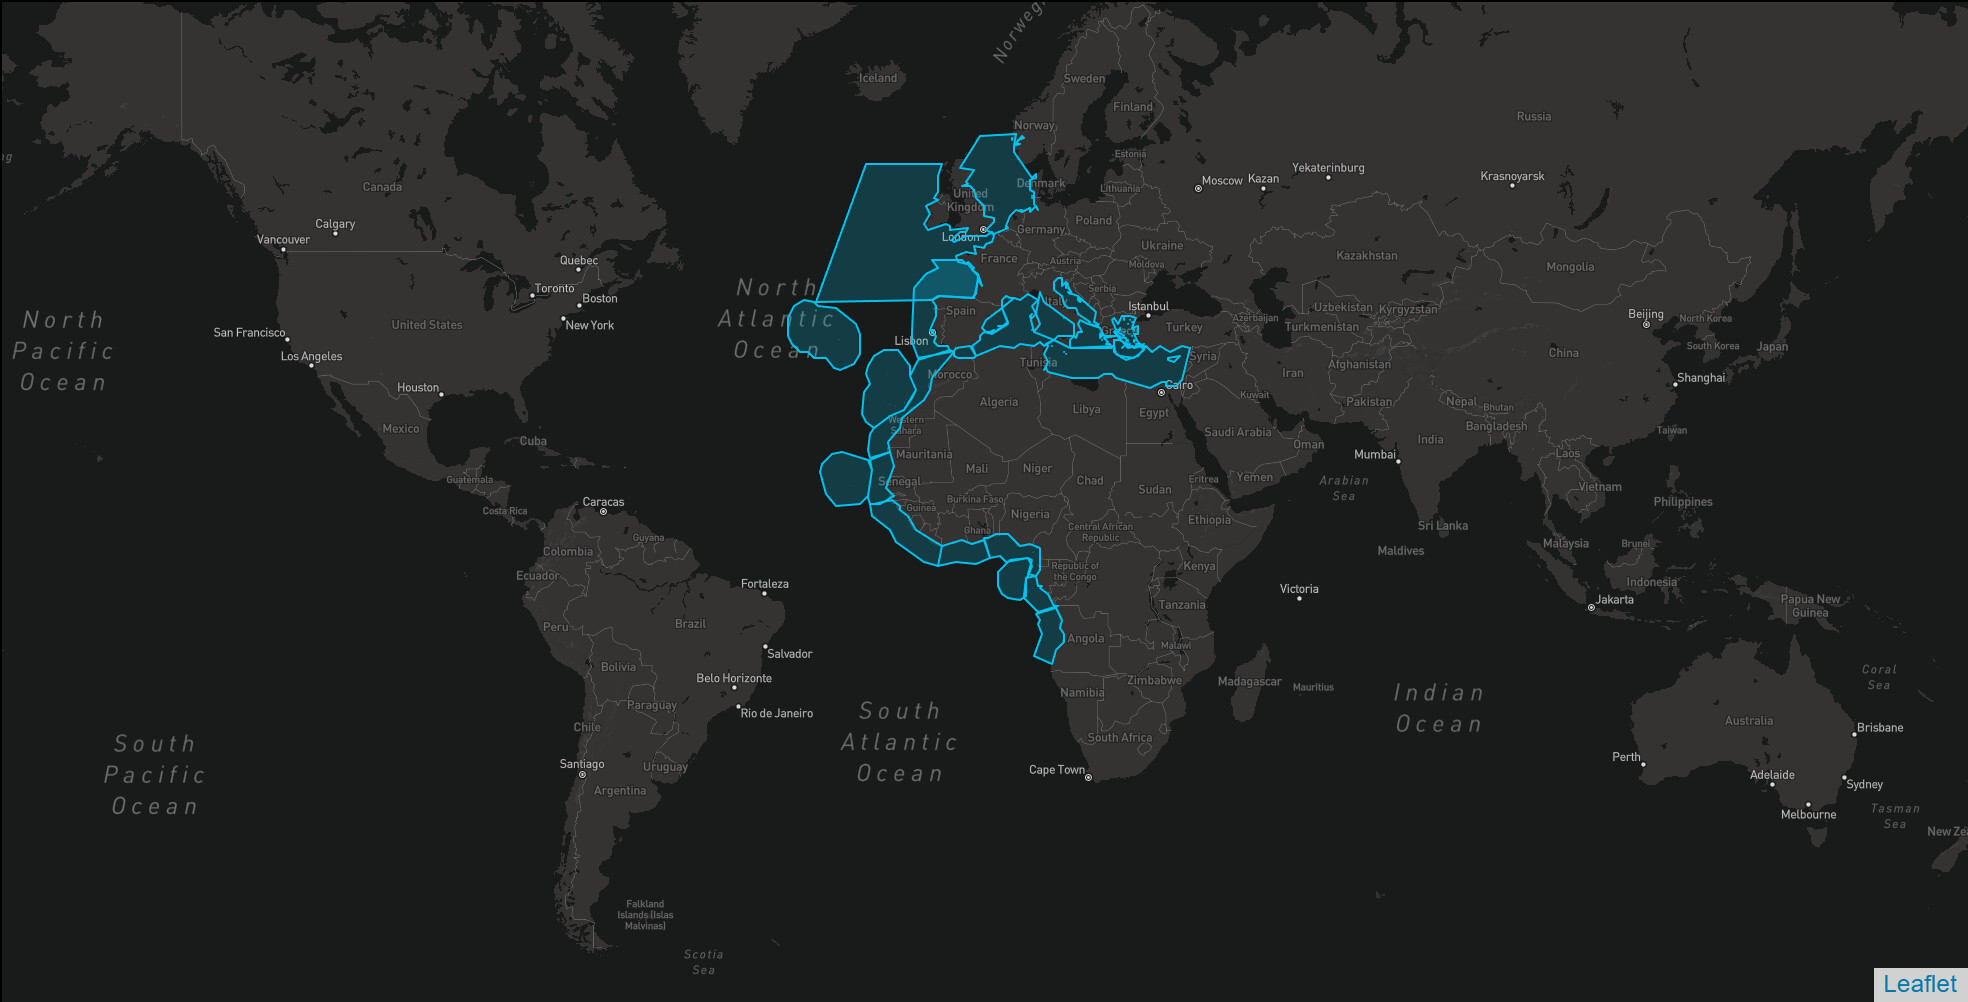 Norweg
Iceland
Sweden
Finland
Norway
Russia
Estonia
ng
Yekaterinburg
Krasnoyarsk
Moscow
Kazan
Canada
Denmark
Lithuania
United
Kingdom
Calgary
Poland
Vancouver
London
Germany
Ukraine
Quebec
France
Austria
Moldova
Kazakhstan
Mongolia
Toronto
Boston
North
Atlantic
Ocean
Serbia
Italy
Istanbul
Uzbekistan
Kyrgyzstan
North
Pacific
Ocean
New York
United States
San Francisco
Spain
Lisbon
Greece
Turkey
Azerbaijan
Turkmenistan
Beijing
North Korea
South Korea
Japan
Los Angeles
Morocco
Tunisia
Syria
Iran
Afghanistan
China
Shanghai
Houston
Algeria
Libya
Cairo
Egypt
Kuwait
Pakistan
Nepal
Bhutan
Mexico
Western
Sahara
Saudi Arabia
Oman
India
Bangladesh
Taiwan
Cuba
Mauritania
Mali
Niger
Chad
Mumbai
Laos
Guatemala
Senegal
Sudan
Eritrea
Yemen
Arabian
Sea
Vietnam
Philippines
Costa Rica
Caracas
Guinea
Burkina Faso
Nigeria
Ghana
Central African
Republic
Ethiopia
Sri Lanka
Colombia
Guyana
Maldives
Malaysia
Brunei
Ecuador
Fortaleza
Republic of
the Congo
Kenya
Victoria
Indonesia
Jakarta
Papua New
Guinea
Peru
Brazil
Tanzania
Salvador
Angola
Malawi
Bolivia
Belo Horizonte
Zimbabwe
Madagascar
Mauritius
Coral
Sea
Paraguay
Rio de Janeiro
Namibia
South
Atlantic
Ocean
Indian
Ocean
Chile
South Africa
Australia
Brisbane
South
Pacific
Ocean
Santiago
Uruguay
Cape Town
Perth
Adelaide
Sydney
Argentina
Melbourne
Tasman
Sea
New Zea
Falkland
Islands (Islas
Malvinas)
Scotia
Sea
Leaflet